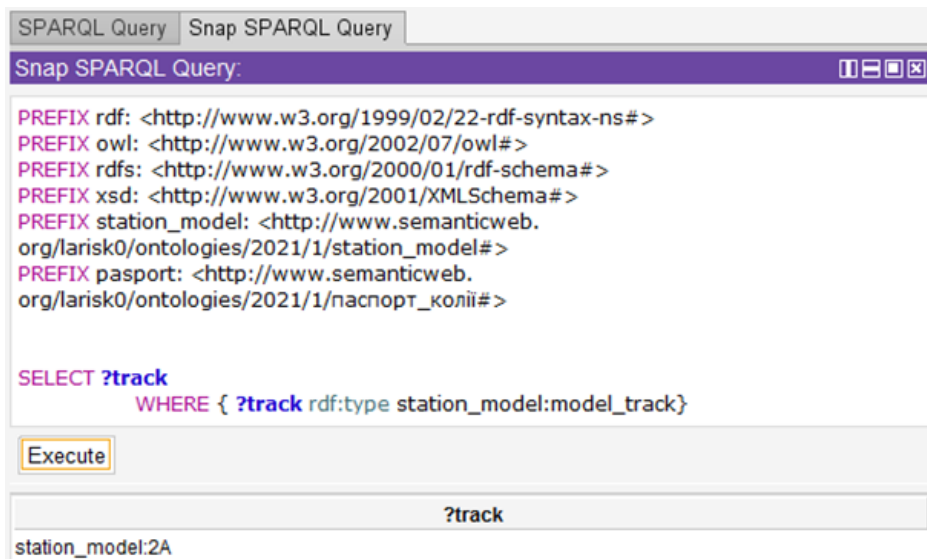 SPARQL Query Snap SPARQL Query
Snap SPARQL Query:
PREFIX rdf: <http://www.w3.org/1999/02/22-rdf-syntax-ns#>
PREFIX owl: <http://www.w3.org/2002/07/owl#>
PREFIX rdfs: <http://www.w3.org/2000/01/rdf-schema#>
PREFIX xsd: <http://www.w3.org/2001/XMLSchema#>
PREFIX station_model: <http://www.semanticweb.
org/larisk0/ontologies/2021/1/station_model#>
PREFIX pasport: <http://www.semanticweb.
org/larisk0/ontologies/2021/1/паспорт_колії#>
SELECT ?track
WHERE { ?track rdf:type station_model:model_track}
Execute
?track
station_model:2A